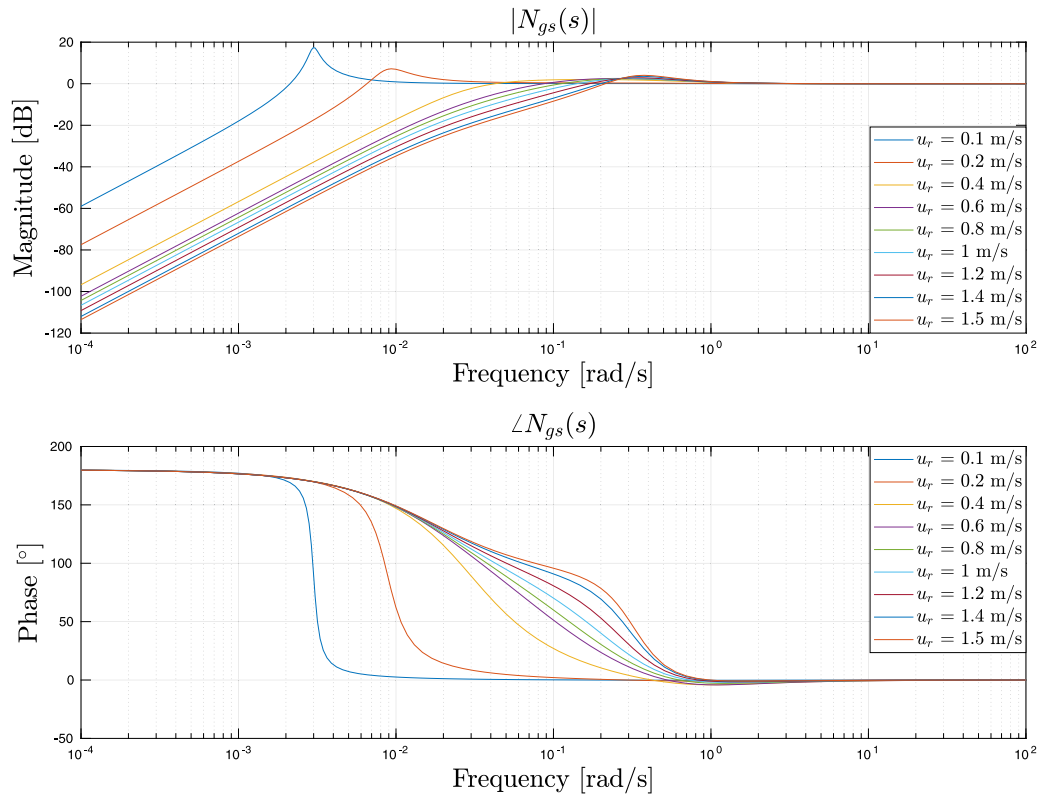 |N_{gs}(s)|
Magnitude [dB]
20
0
-20
-40
-60
-80
-100
-120
10^{-4}
10^{-3}
10^{-2}
10^{-1}
10^{0}
10^{1}
10^{2}
Frequency [rad/s]
u_r = 0.1 m/s
u_r = 0.2 m/s
u_r = 0.4 m/s
u_r = 0.6 m/s
u_r = 0.8 m/s
u_r = 1 m/s
u_r = 1.2 m/s
u_r = 1.4 m/s
u_r = 1.5 m/s
∠N_{gs}(s)
Phase [°]
200
150
100
50
0
-50
10^{-4}
10^{-3}
10^{-2}
10^{-1}
10^{0}
10^{1}
10^{2}
Frequency [rad/s]
u_r = 0.1 m/s
u_r = 0.2 m/s
u_r = 0.4 m/s
u_r = 0.6 m/s
u_r = 0.8 m/s
u_r = 1 m/s
u_r = 1.2 m/s
u_r = 1.4 m/s
u_r = 1.5 m/s